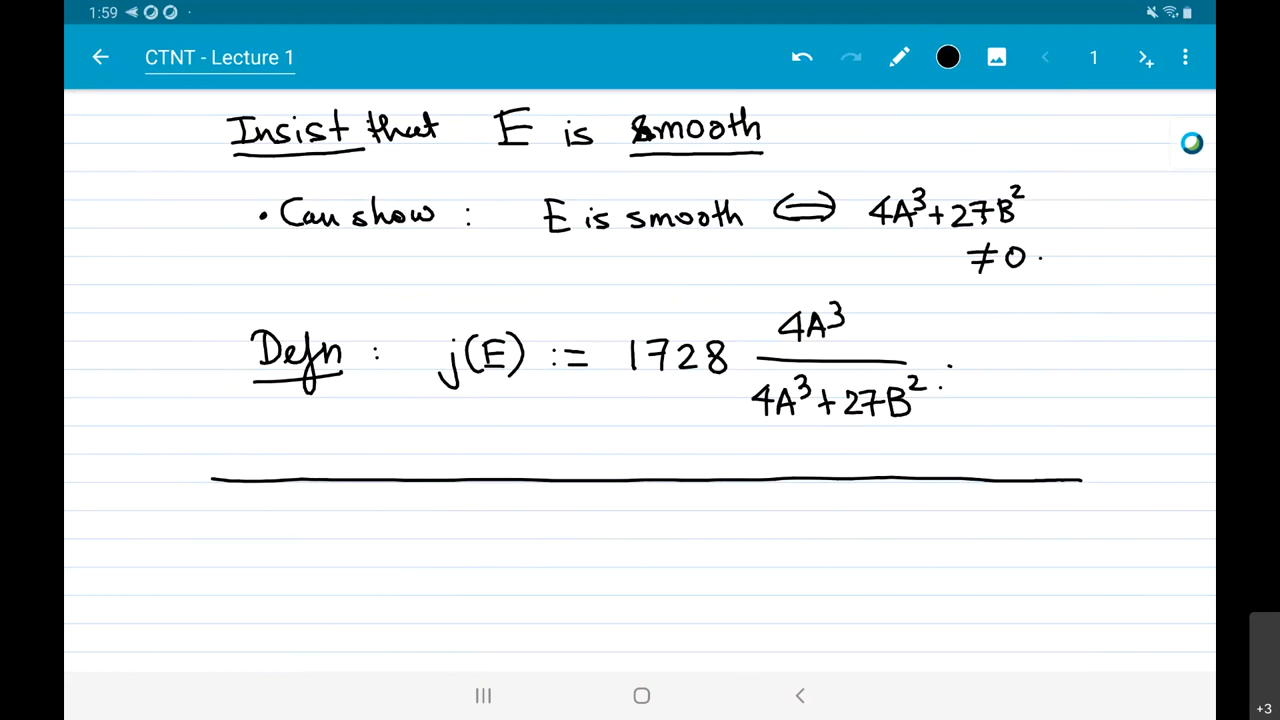 1:59
CTNT - Lecture 1
1
Insist that E is smooth
• Can show : E is smooth ⟺ 4A³+27B²
≠0.
Defn : j(E) := 1728 4A³
4A³+27B²
+3